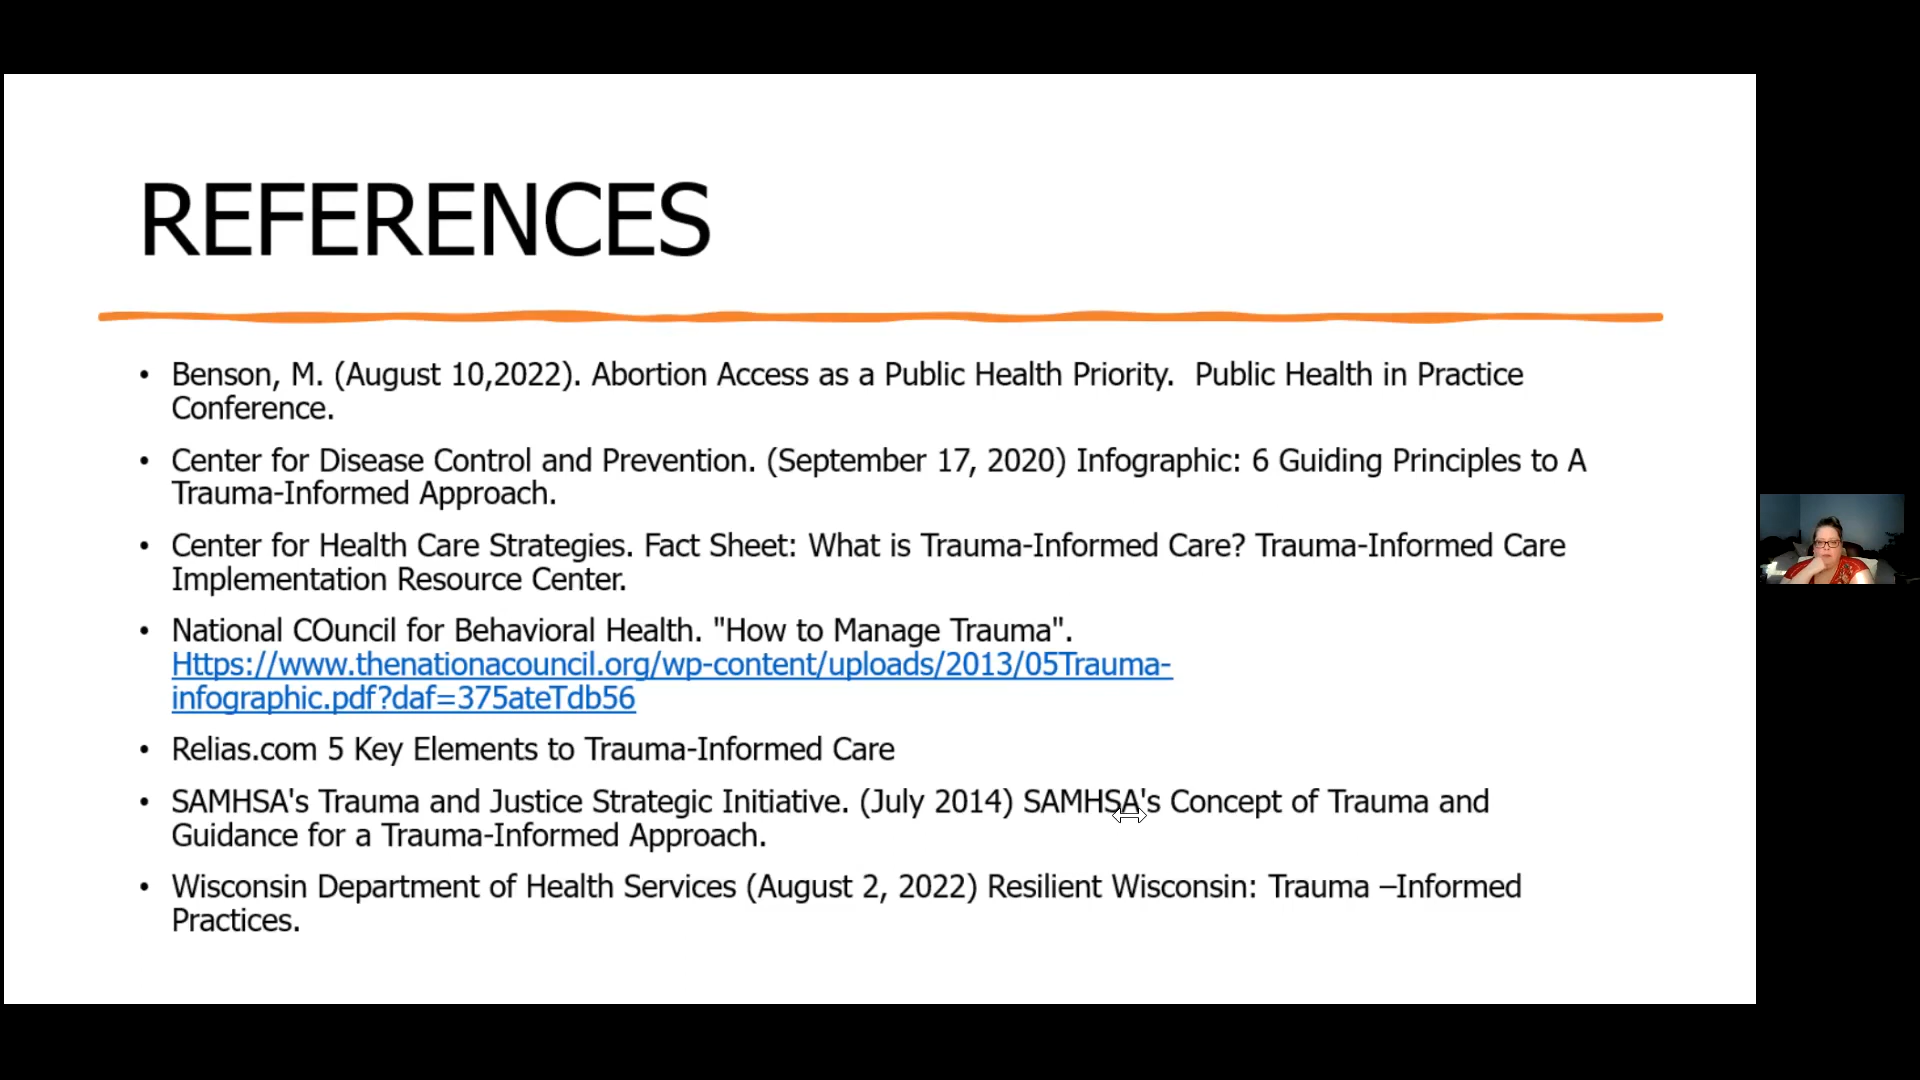 REFERENCES
• Benson, M. (August 10,2022). Abortion Access as a Public Health Priority.  Public Health in Practice
Conference.
• Center for Disease Control and Prevention. (September 17, 2020) Infographic: 6 Guiding Principles to A
Trauma-Informed Approach.
• Center for Health Care Strategies. Fact Sheet: What is Trauma-Informed Care? Trauma-Informed Care
Implementation Resource Center.
• National COuncil for Behavioral Health. "How to Manage Trauma".
Https://www.thenationacouncil.org/wp-content/uploads/2013/05Trauma-
infographic.pdf?daf=375ateTdb56
• Relias.com 5 Key Elements to Trauma-Informed Care
• SAMHSA's Trauma and Justice Strategic Initiative. (July 2014) SAMHSA's Concept of Trauma and
Guidance for a Trauma-Informed Approach.
• Wisconsin Department of Health Services (August 2, 2022) Resilient Wisconsin: Trauma –Informed
Practices.